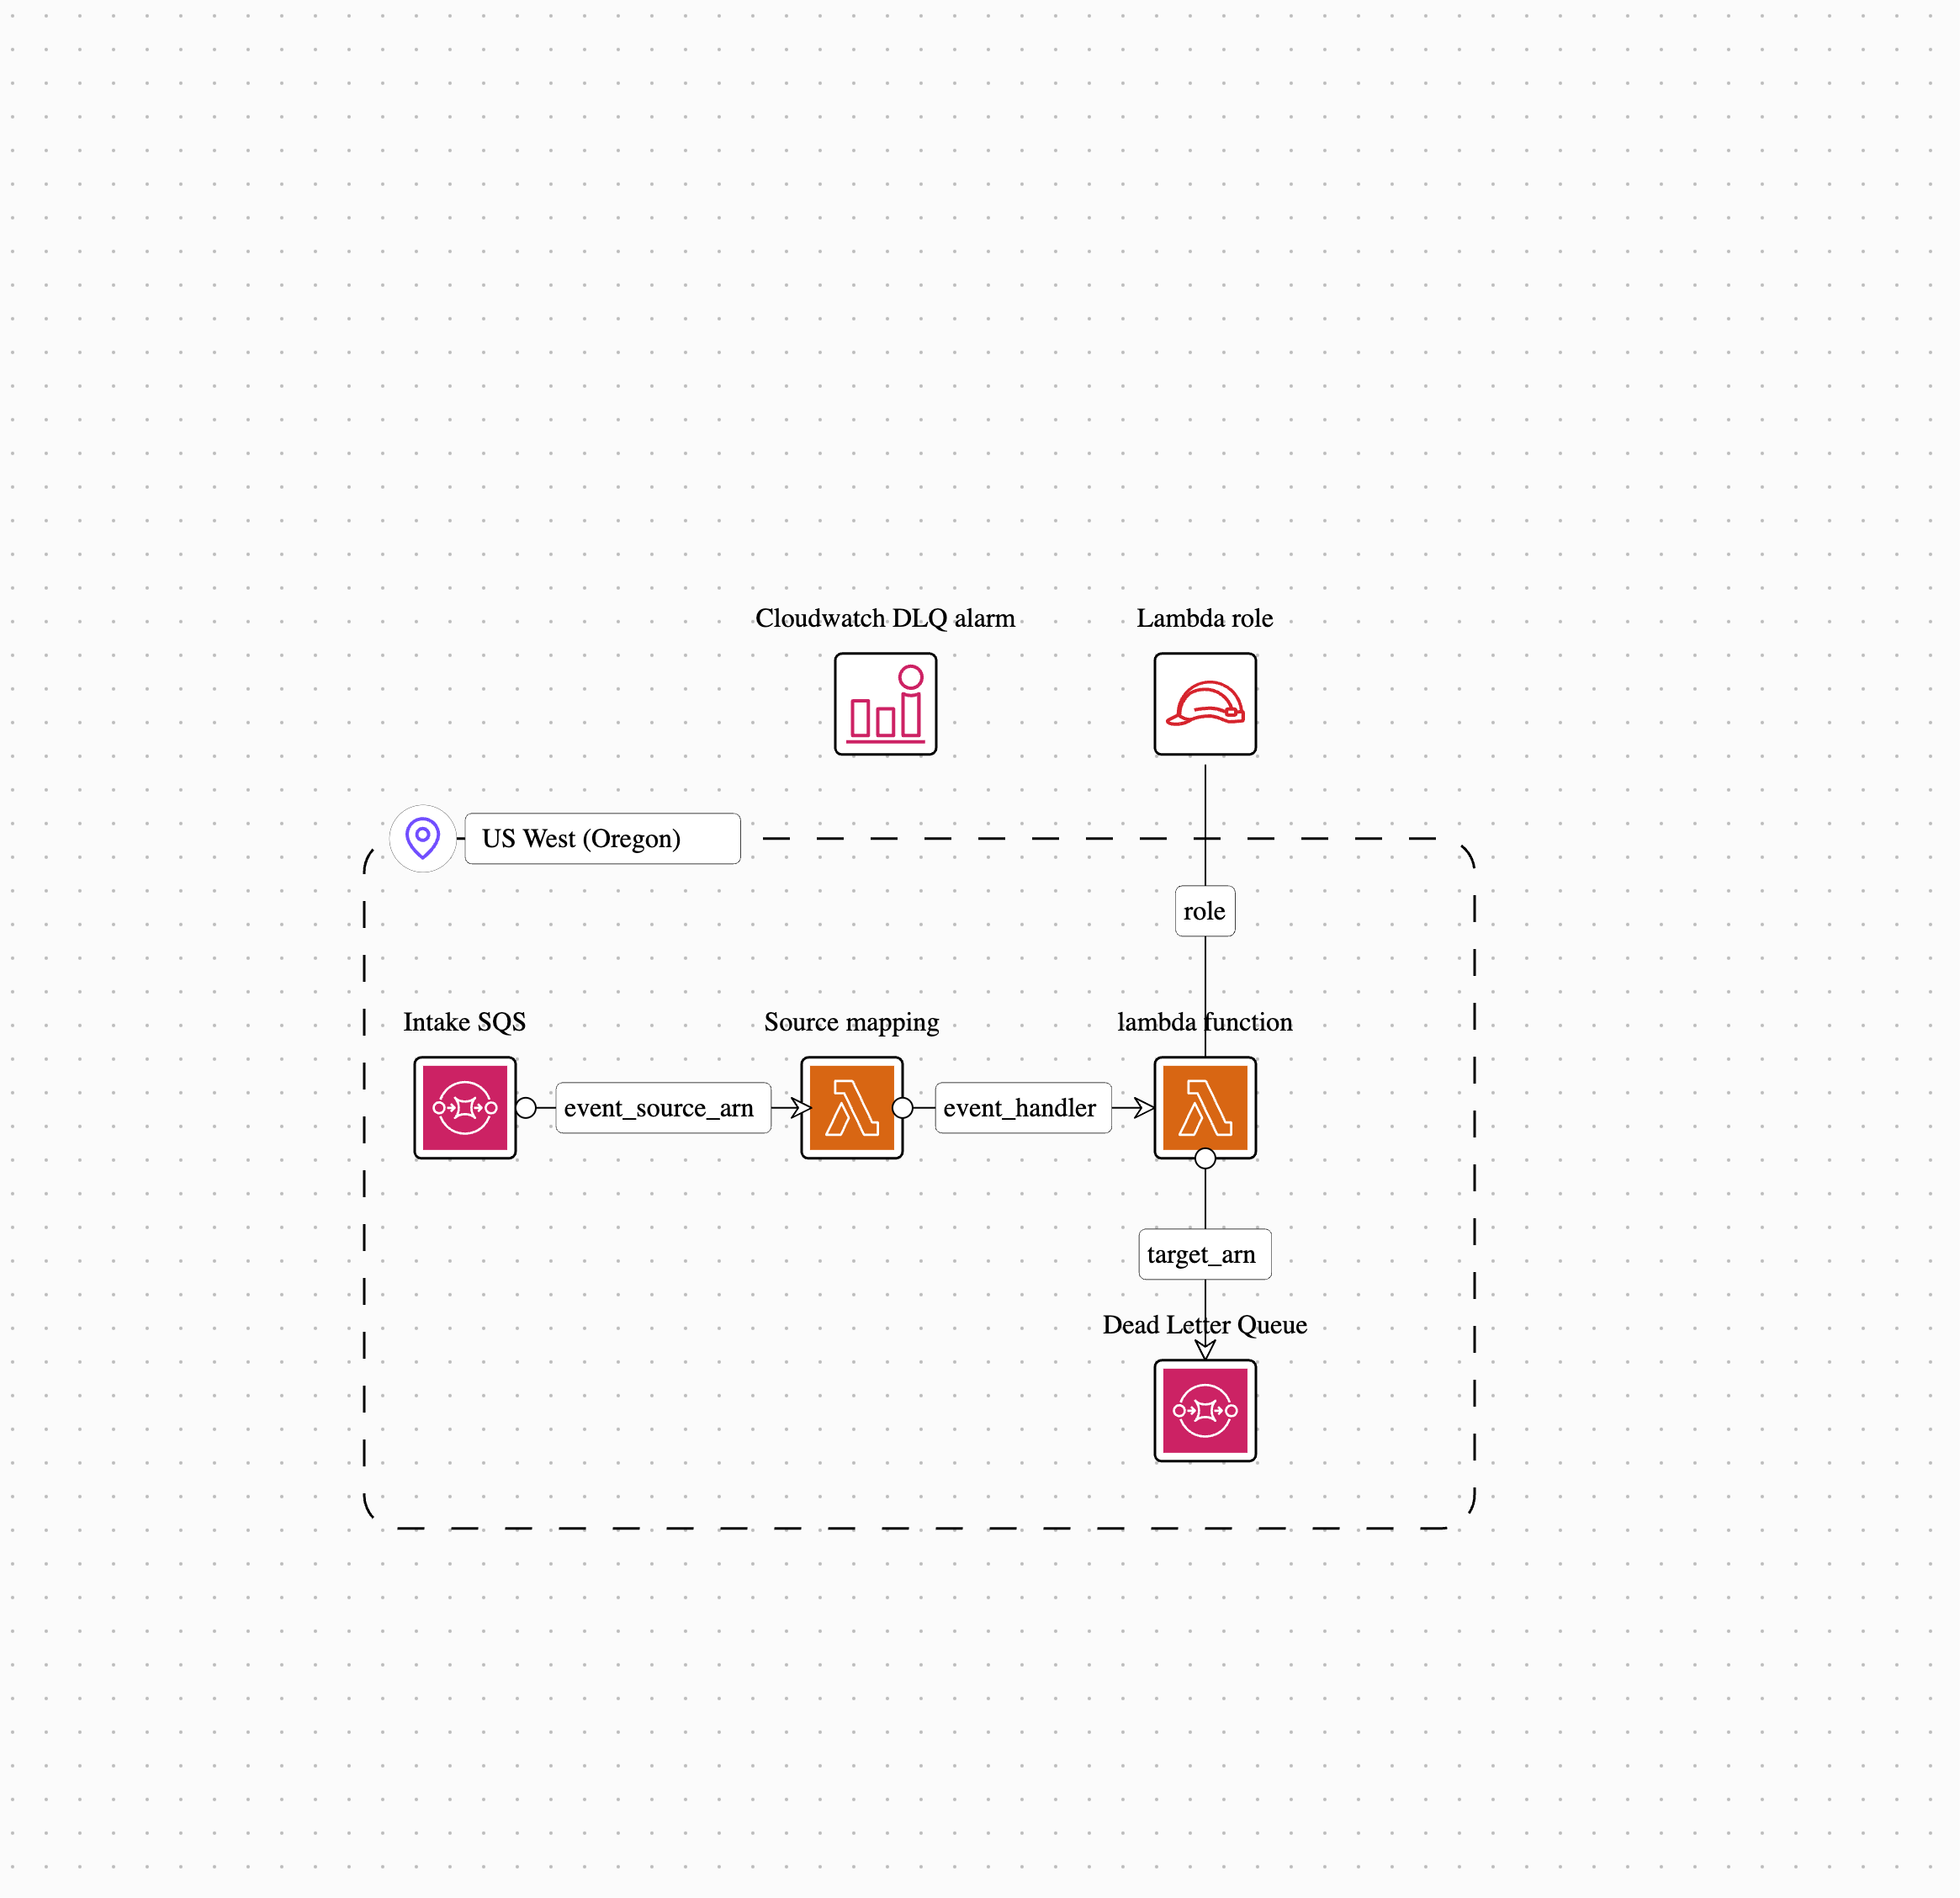 Cloudwatch DLQ alarm
Lambda role
US West (Oregon)
role
Intake SQS
Source mapping
lambda function
event_source_arn
event_handler
target_arn
Dead Letter Queue